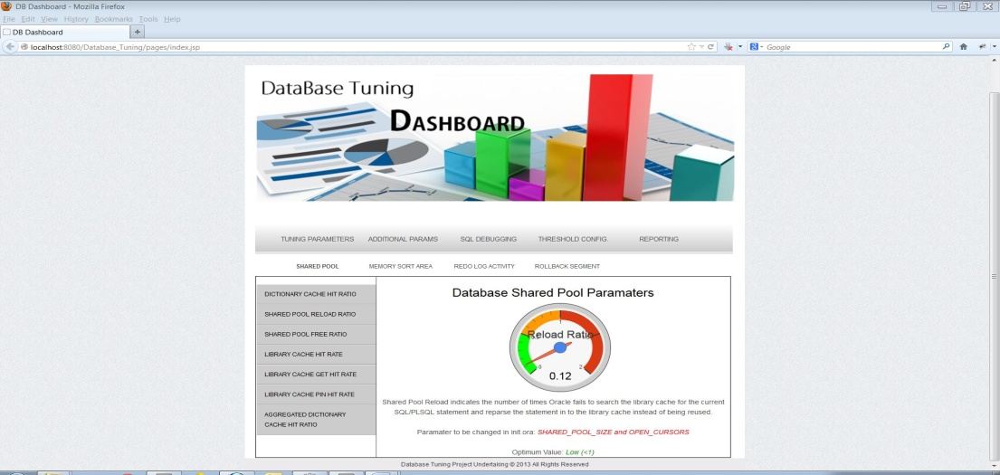 DB Dashboard - Mozilla Firefox
File Edit View History Bookmarks Tools Help
DB Dashboard +
localhost:8080/Database_Tuning/pages/index.jsp
Google
DataBase Tuning
DASHBOARD
TUNING PARAMETERS ADDITIONAL PARAMS SQL DEBUGGING THRESHOLD CONFIG. REPORTING
SHARED POOL MEMORY SORT AREA REDO LOG ACTIVITY ROLLBACK SEGMENT
DICTIONARY CACHE HIT RATIO
SHARED POOL RELOAD RATIO
SHARED POOL FREE RATIO
LIBRARY CACHE HIT RATE
LIBRARY CACHE GET HIT RATE
LIBRARY CACHE PIN HIT RATE
AGGREGATED DICTIONARY
CACHE HIT RATIO
Database Shared Pool Paramaters
Reload Ratio
0 2
0.12
Shared Pool Reload indicates the number of times Oracle fails to search the library cache for the current
SQL/PLSQL statement and reparse the statement in to the library cache instead of being reused.
Paramater to be changed in init ora: SHARED_POOL_SIZE and OPEN_CURSORS
Optimum Value: Low (<1)
Database Tuning Project Undertaking © 2013 All Rights Reserved